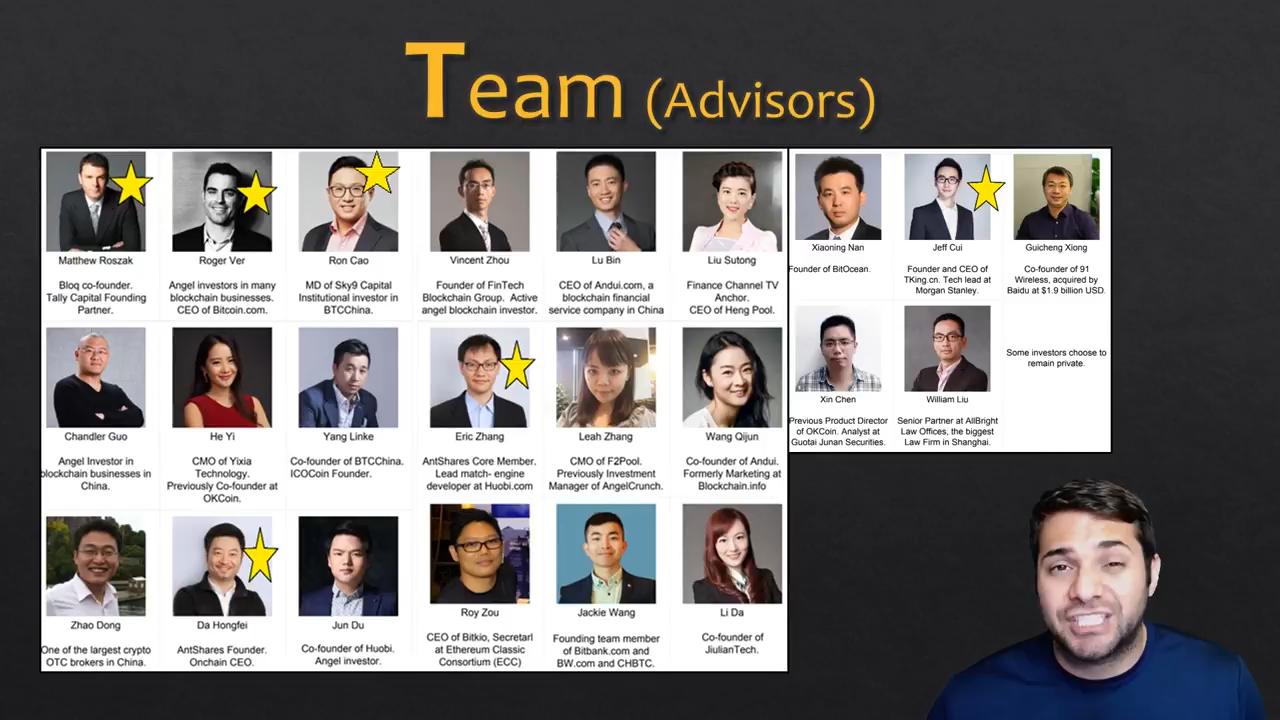 Team (Advisors)
Matthew Roszak
Bloq co-founder.
Tally Capital Founding
Partner.
Roger Ver
Angel investors in many
blockchain businesses.
CEO of Bitcoin.com.
Ron Cao
MD of Sky9 Capital
Institutional investor in
BTCChina.
Vincent Zhou
Founder of FinTech
Blockchain Group. Active
angel blockchain investor.
Lu Bin
CEO of Andui.com, a
blockchain financial
service company in China
Liu Sutong
Finance Channel TV
Anchor.
CEO of Heng Pool.
Chandler Guo
Angel Investor in
blockchain businesses in
China.
He Yi
CMO of Yixia
Technology.
Previously Co-founder at
OKCoin.
Yang Linke
Co-founder of BTCChina.
ICOCoin Founder.
Eric Zhang
AntShares Core Member.
Lead match- engine
developer at Huobi.com
Leah Zhang
CMO of F2Pool.
Previously Investment
Manager of AngelCrunch.
Wang Qijun
Co-founder of Andui.
Formerly Marketing at
Blockchain.info
Zhao Dong
One of the largest crypto
OTC brokers in China.
Da Hongfei
AntShares Founder.
Onchain CEO.
Jun Du
Co-founder of Huobi.
Angel investor.
Roy Zou
CEO of Bitkio, Secretarl
at Ethereum Classic
Consortium (ECC)
Jackie Wang
Founding team member
of Bitbank.com and
BW.com and CHBTC.
Li Da
Co-founder of
JiulianTech.
Xiaoning Nan
Founder of BitOcean.
Jeff Cui
Founder and CEO of
TKing.cn. Tech lead at
Morgan Stanley.
Guicheng Xiong
Co-founder of 91
Wireless, acquired by
Baidu at $1.9 billion USD.
Xin Chen
Previous Product Director
of OKCoin. Analyst at
Guotai Junan Securities.
William Liu
Senior Partner at AllBright
Law Offices, the biggest
Law Firm in Shanghai.
Some investors choose to
remain private.